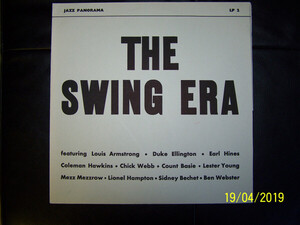 JAZZ PANORAMA LP 2
THE
SWING ERA
featuring Louis Armstrong • Duke Ellington • Earl Hines
Coleman Hawkins • Chick Webb • Count Basie • Lester Young
Mezz Mezzrow • Lionel Hampton • Sidney Bechet • Ben Webster
19/04/2019